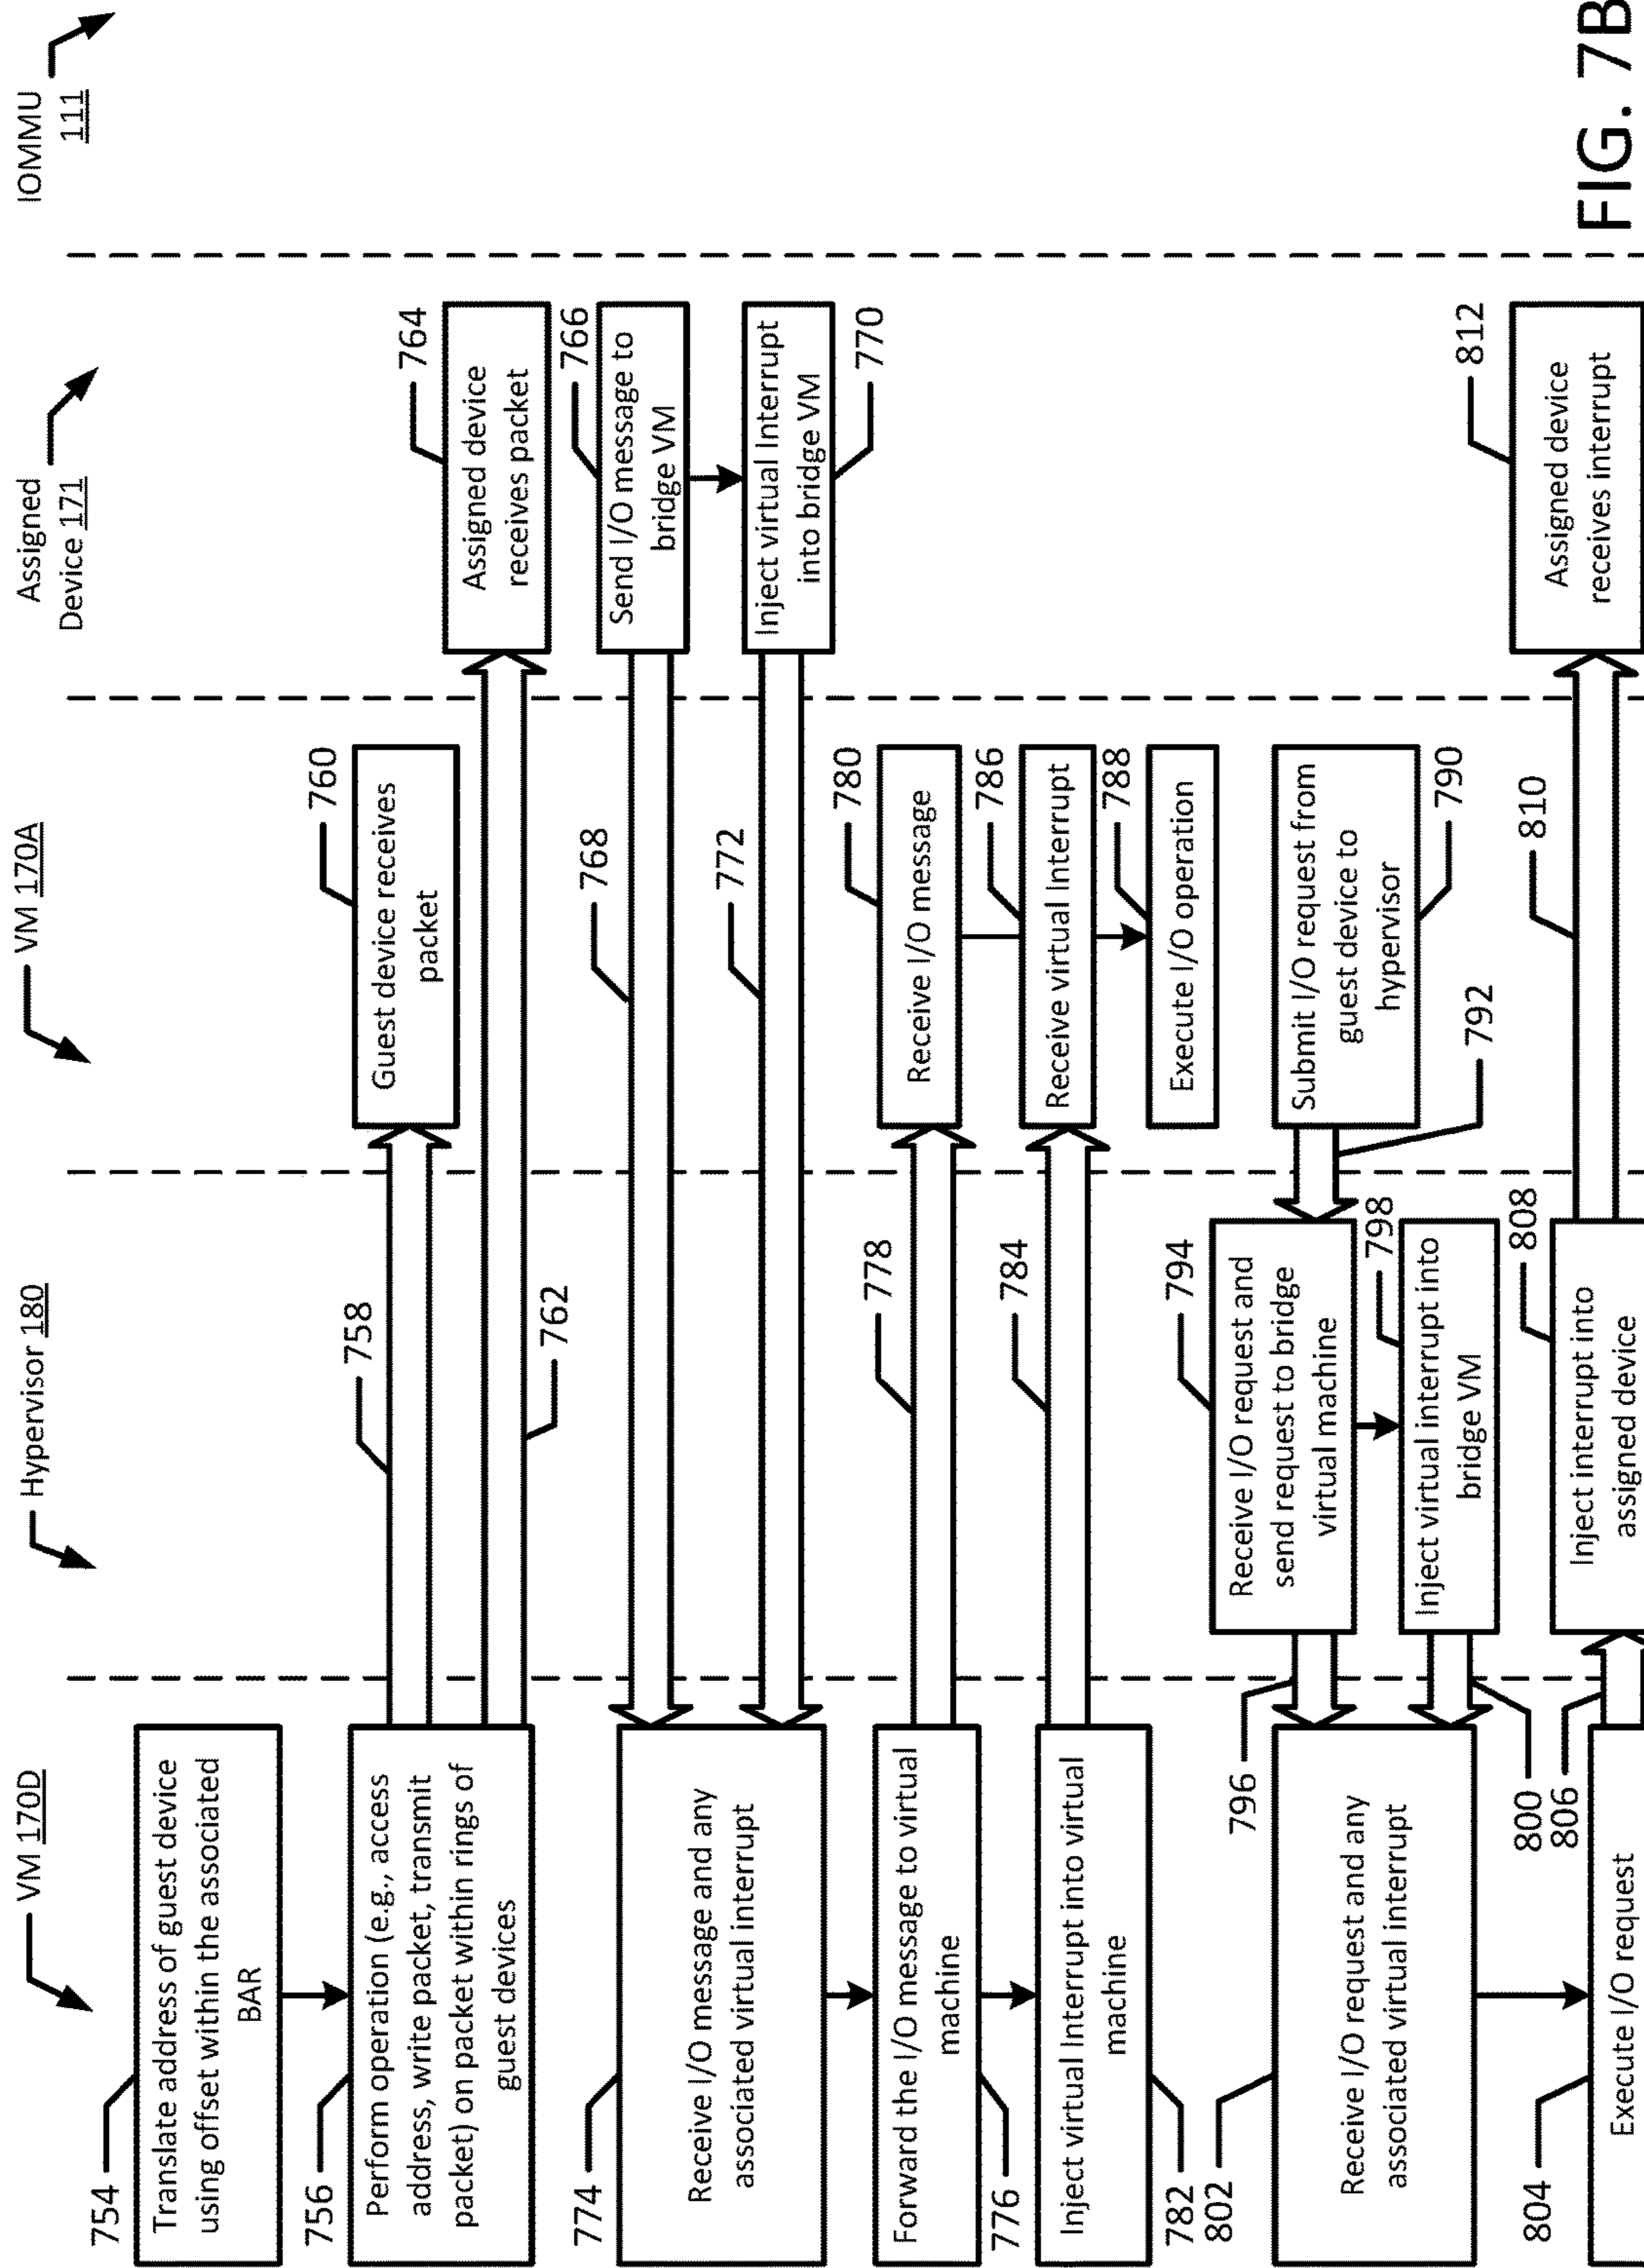 VM 170D
Hypervisor 180
VM 170A
Assigned
Device 171
IOMMU
111
754
Translate address of guest device
using offset within the associated
BAR
756
Perform operation (e.g., access
address, write packet, transmit
packet) on packet within rings of
guest devices
758
760
Guest device receives
packet
762
764
Assigned device
receives packet
766
Send I/O message to
bridge VM
768
Inject virtual Interrupt
into bridge VM
770
772
774
Receive I/O message and any
associated virtual interrupt
Forward the I/O message to virtual
machine
776
778
780
Receive I/O message
Inject virtual Interrupt into virtual
machine
782
784
786
Receive virtual Interrupt
788
Execute I/O operation
Submit I/O request from
guest device to
hypervisor
790
792
794
Receive I/O request and
send request to bridge
virtual machine
796
798
Inject virtual interrupt into
bridge VM
800
802
Receive I/O request and any
associated virtual interrupt
804
Execute I/O request
806
808
Inject interrupt into
assigned device
810
812
Assigned device
receives interrupt
FIG. 7B